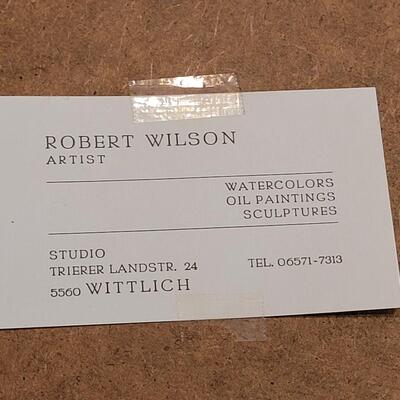 ROBERT WILSON
ARTIST
WATERCOLORS
OIL PAINTINGS
SCULPTURES
STUDIO
TRIERER LANDSTR. 24
TEL. 06571-7313
5560 WITTLICH